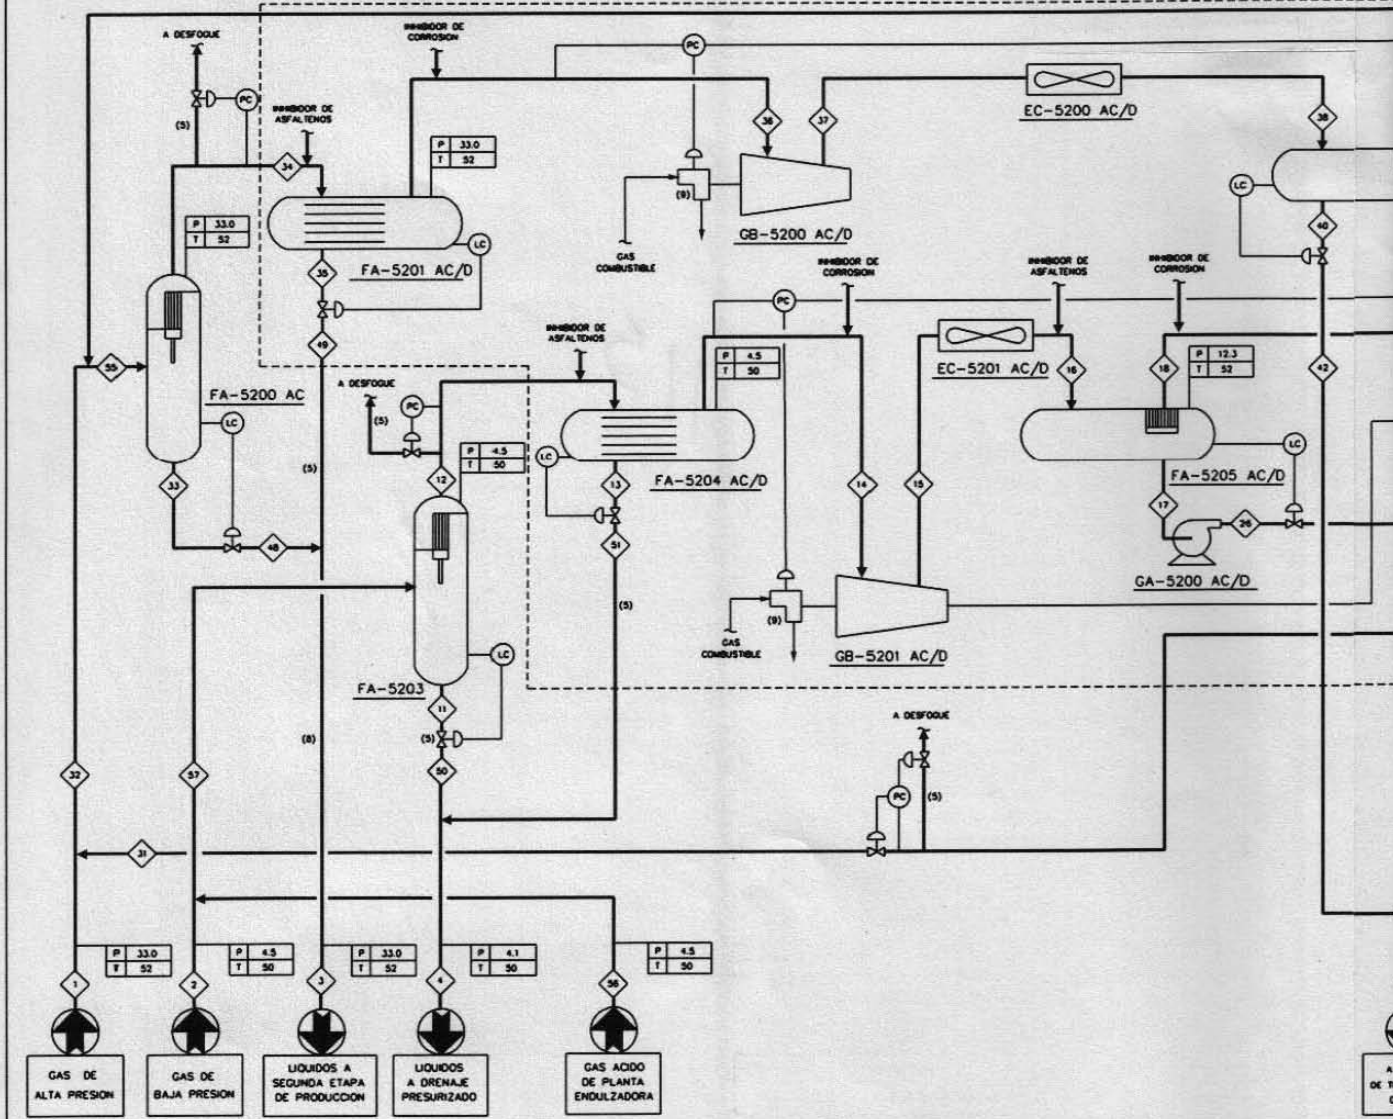 INHIBIDOR DE
CORROSION
A DESFOGUE
PC
PC
INHIBIDOR DE
ASFALTENOS
(5)
P 33.0
T 52
34
36
37
EC-5200 AC/D
38
LC
P 33.0
T 52
(9)
GAS
COMBUSTIBLE
GB-5200 AC/D
40
LC
35
FA-5201 AC/D
49
55
FA-5200 AC
LC
33
(5)
48
INHIBIDOR DE
CORROSION
INHIBIDOR DE
ASFALTENOS
INHIBIDOR DE
CORROSION
PC
INHIBIDOR DE
ASFALTENOS
P 4.5
T 50
EC-5201 AC/D
16
18
P 12.3
T 52
42
A DESFOGUE
PC
(5)
P 4.5
T 50
12
LC
13
FA-5204 AC/D
14
15
LC
FA-5205 AC/D
17
26
51
GA-5200 AC/D
(5)
(9)
GAS
COMBUSTIBLE
GB-5201 AC/D
LC
FA-5203
11
(5)
50
(8)
32
57
A DESFOGUE
PC
(5)
31
P 33.0
T 52
P 4.5
T 50
P 33.0
T 52
P 4.1
T 50
P 4.5
T 50
1
2
3
4
56
GAS DE
ALTA PRESION
GAS DE
BAJA PRESION
LIQUIDOS A
SEGUNDA ETAPA
DE PRODUCCION
LIQUIDOS
A DRENAJE
PRESURIZADO
GAS ACIDO
DE PLANTA
ENDULZADORA
A
DE T